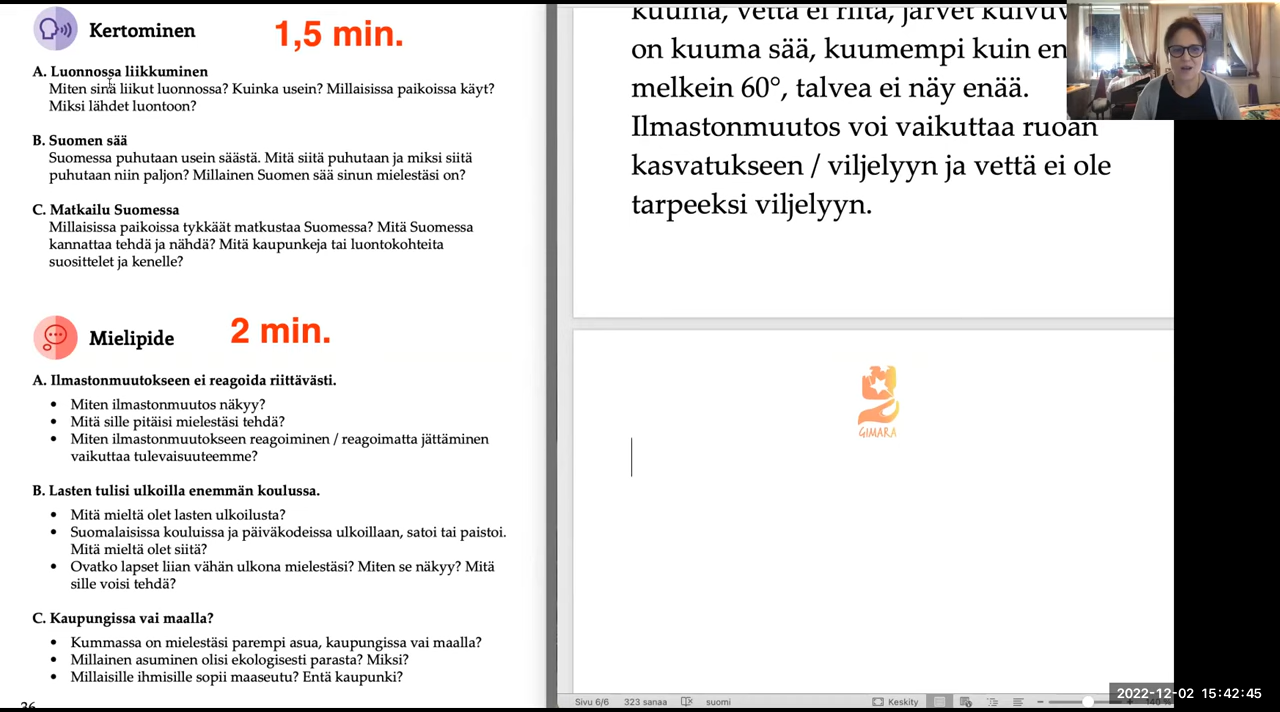 Kertominen
1,5 min.
A. Luonnossa liikkuminen
Miten sinä liikut luonnossa? Kuinka usein? Millaisissa paikoissa käyt?
Miksi lähdet luontoon?
B. Suomen sää
Suomessa puhutaan usein säästä. Mitä siitä puhutaan ja miksi siitä
puhutaan niin paljon? Millainen Suomen sää sinun mielestäsi on?
C. Matkailu Suomessa
Millaisissa paikoissa tykkäät matkustaa Suomessa? Mitä Suomessa
kannattaa tehdä ja nähdä? Mitä kaupunkeja tai luontokohteita
suosittelet ja kenelle?
Mielipide
2 min.
A. Ilmastonmuutokseen ei reagoida riittävästi.
• Miten ilmastonmuutos näkyy?
• Mitä sille pitäisi mielestäsi tehdä?
• Miten ilmastonmuutokseen reagoiminen / reagoimatta jättäminen
vaikuttaa tulevaisuuteemme?
B. Lasten tulisi ulkoilla enemmän koulussa.
• Mitä mieltä olet lasten ulkoilusta?
• Suomalaisissa kouluissa ja päiväkodeissa ulkoillaan, satoi tai paistoi.
Mitä mieltä olet siitä?
• Ovatko lapset liian vähän ulkona mielestäsi? Miten se näkyy? Mitä
sille voisi tehdä?
C. Kaupungissa vai maalla?
• Kummassa on mielestäsi parempi asua, kaupungissa vai maalla?
• Millainen asuminen olisi ekologisesti parasta? Miksi?
• Millaisille ihmisille sopii maaseutu? Entä kaupunki?
kuuma, vettä ei riitä, järvet
on kuuma sää, kuumempi kuin
melkein 60°, talvea ei näy enää.
Ilmastonmuutos voi vaikuttaa ruoan
kasvatukseen / viljelyyn ja vettä ei ole
tarpeeksi viljelyyn.
GIMARA
Sivu 6/6 323 sanaa suomi Keskity 140 %
2022-12-02 15:42:45